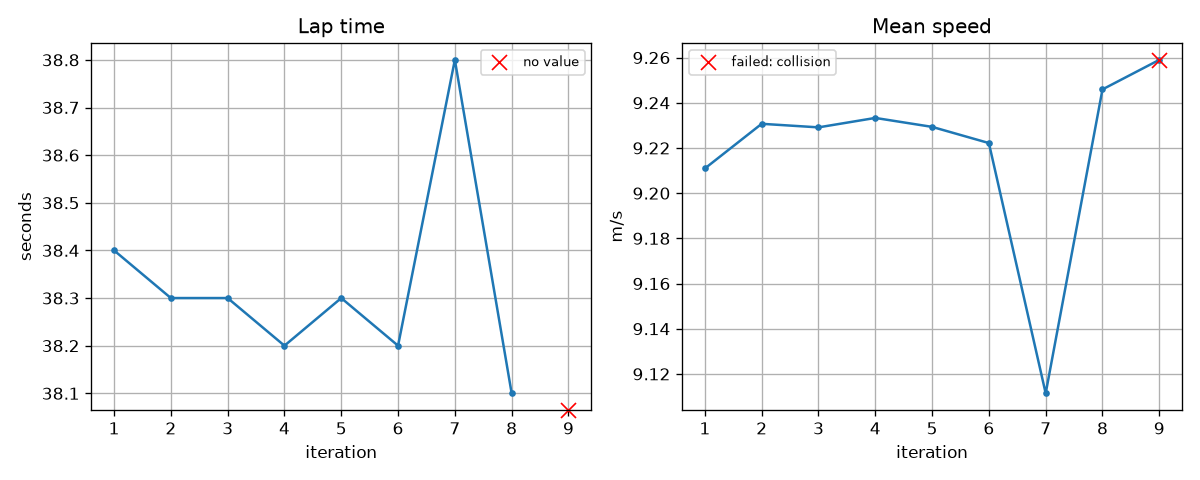 Lap time
38.8
38.7
38.6
38.5
38.4
38.3
38.2
38.1
seconds
1 2 3 4 5 6 7 8 9
iteration
no value
Mean speed
9.26
9.24
9.22
9.20
9.18
9.16
9.14
9.12
m/s
1 2 3 4 5 6 7 8 9
iteration
failed: collision